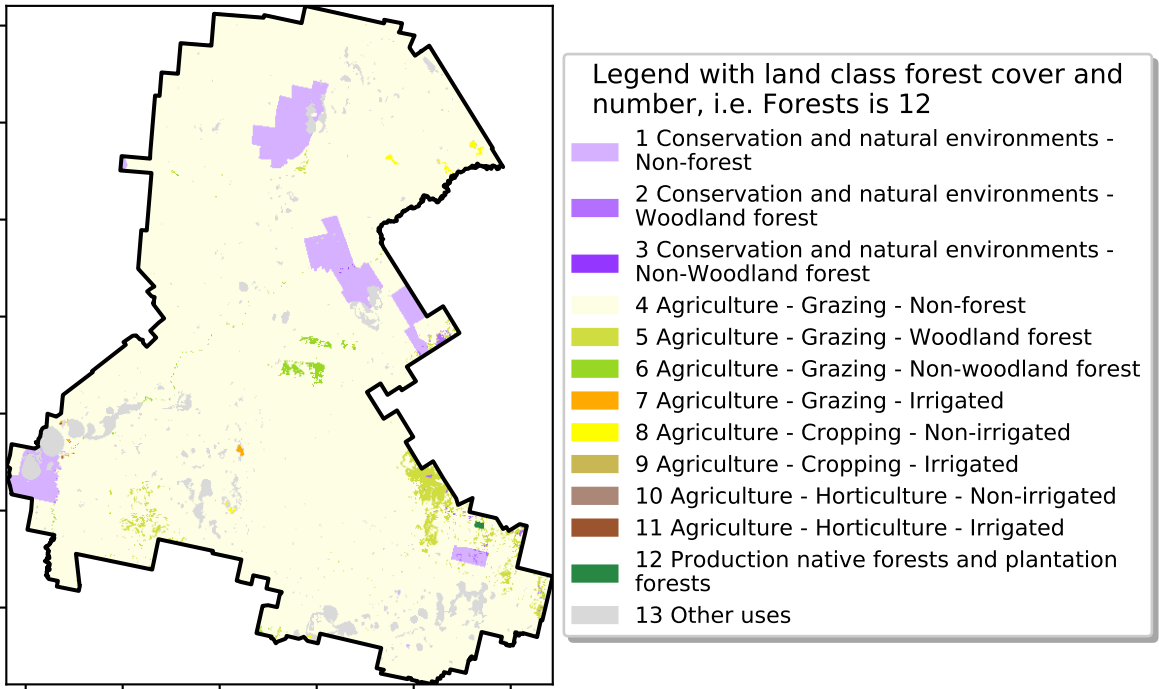 Legend with land class forest cover and
number, i.e. Forests is 12
1 Conservation and natural environments -
Non-forest
2 Conservation and natural environments -
Woodland forest
3 Conservation and natural environments -
Non-Woodland forest
4 Agriculture - Grazing - Non-forest
5 Agriculture - Grazing - Woodland forest
6 Agriculture - Grazing - Non-woodland forest
7 Agriculture - Grazing - Irrigated
8 Agriculture - Cropping - Non-irrigated
9 Agriculture - Cropping - Irrigated
10 Agriculture - Horticulture - Non-irrigated
11 Agriculture - Horticulture - Irrigated
12 Production native forests and plantation
forests
13 Other uses